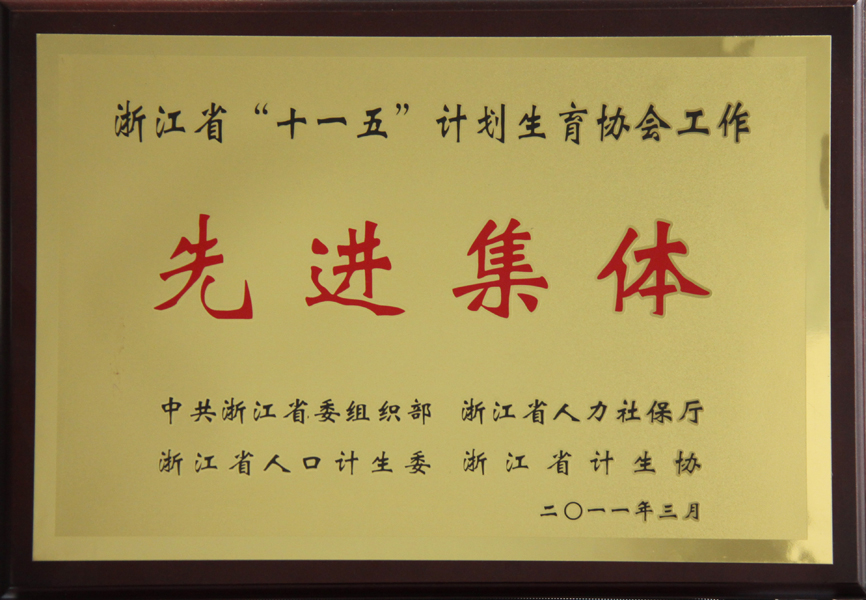 浙江省“十一五”计划生育协会工作
先进集体
中共浙江省委组织部 浙江省人力社保厅
浙江省人口计生委 浙江省计生协
二〇一一年三月